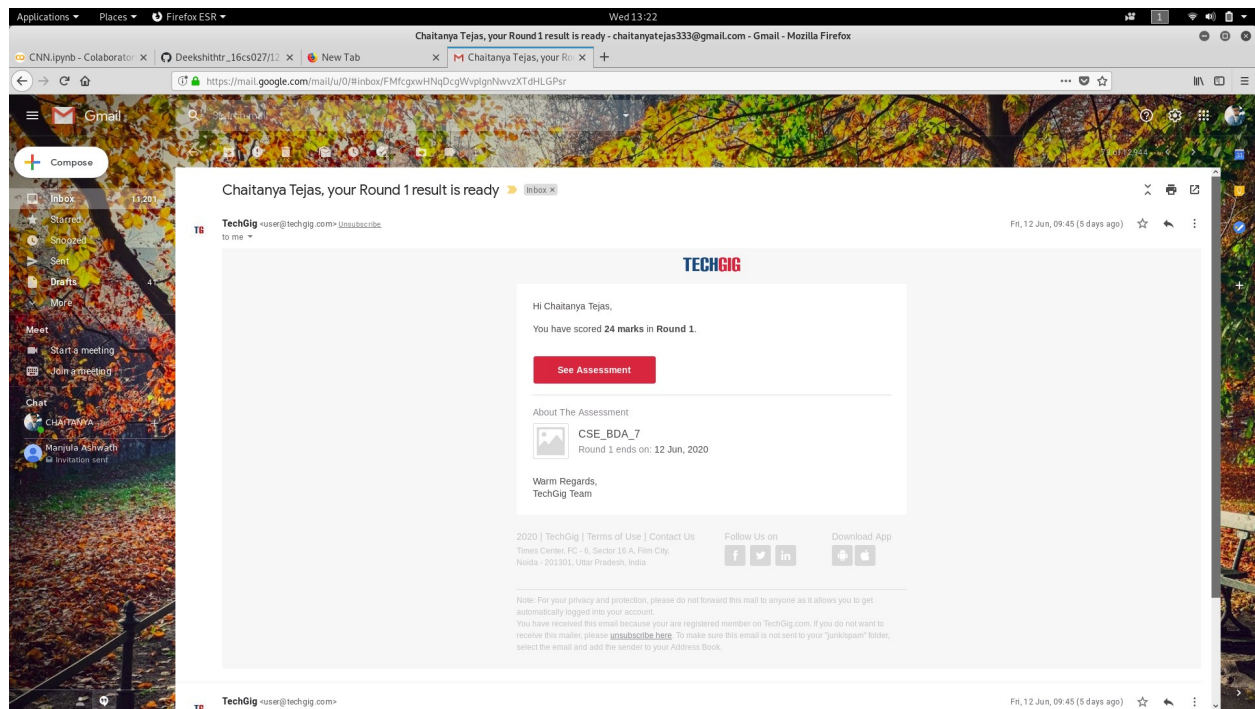 Applications ▾ Places ▾ Firefox ESR ▾ Wed 13:22 1
Chaitanya Tejas, your Round 1 result is ready - chaitanyatejas333@gmail.com - Gmail - Mozilla Firefox
CNN.ipynb - Colaborator × Deekshithtr_16cs027/12 × New Tab × Chaitanya Tejas, your Ro × +
https://mail.google.com/mail/u/0/#inbox/FMfcgxwHNqDcgWvplgnNwvzXTdHLGPsr
Gmail
Compose
Inbox 11,201
Starred
Snoozed
Sent
Drafts 41
More
Meet
Start a meeting
Join a meeting
Chat
CHAITANYA
Manjula Ashwath
Invitation sent
Chaitanya Tejas, your Round 1 result is ready Inbox ×
TG TechGig <user@techgig.com> Unsubscribe Fri, 12 Jun, 09:45 (5 days ago)
to me
TECHGIG
Hi Chaitanya Tejas,
You have scored 24 marks in Round 1.
See Assessment
About The Assessment
CSE_BDA_7
Round 1 ends on: 12 Jun, 2020
Warm Regards,
TechGig Team
2020 | TechGig | Terms of Use | Contact Us Follow Us on Download App
Times Center, FC - 6, Sector 16 A, Film City,
Noida - 201301, Uttar Pradesh, India
Note: For your privacy and protection, please do not forward this mail to anyone as it allows you to get
automatically logged into your account.
You have received this email because your are registered member on TechGig.com. If you do not want to
receive this mailer, please unsubscribe here. To make sure this email is not sent to your "junk/spam" folder,
select the email and add the sender to your Address Book.
TG TechGig <user@techgig.com> Fri, 12 Jun, 09:45 (5 days ago)